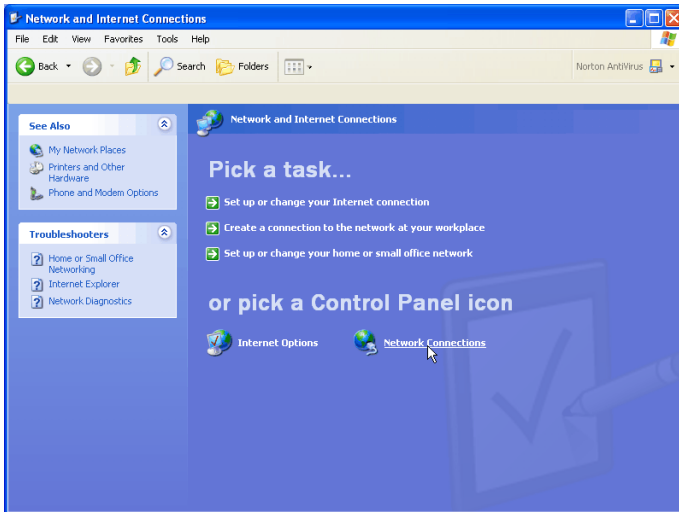 Network and Internet Connections
File Edit View Favorites Tools Help
Back Search Folders Norton AntiVirus
See Also
My Network Places
Printers and Other
Hardware
Phone and Modem Options
Troubleshooters
Home or Small Office
Networking
Internet Explorer
Network Diagnostics
Network and Internet Connections
Pick a task...
Set up or change your Internet connection
Create a connection to the network at your workplace
Set up or change your home or small office network
or pick a Control Panel icon
Internet Options Network Connections